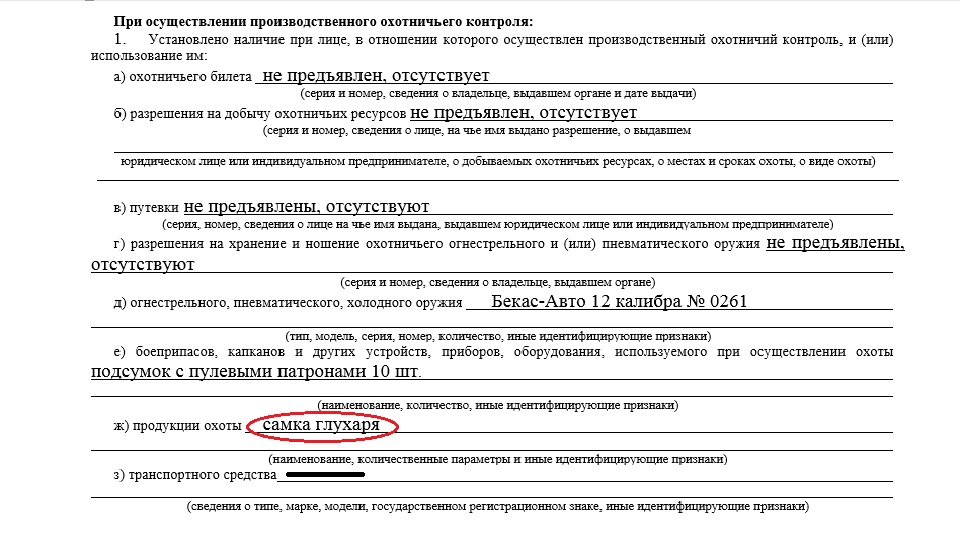 При осуществлении производственного охотничьего контроля:
1. Установлено наличие при лице, в отношении которого осуществлен производственный охотничий контроль, и (или)
использование им:
а) охотничьего билета не предъявлен, отсутствует
(серия и номер, сведения о владельце, выдавшем органе и дате выдачи)
б) разрешения на добычу охотничьих ресурсов не предъявлен, отсутствует
(серия и номер, сведения о лице, на чье имя выдано разрешение, о выдавшем
юридическом лице или индивидуальном предпринимателе, о добываемых охотничьих ресурсах, о местах и сроках охоты, о виде охоты)
в) путевки не предъявлены, отсутствуют
(серия, номер, сведения о лице на чье имя выдана, выдавшем юридическом лице или индивидуальном предпринимателе)
г) разрешения на хранение и ношение охотничьего огнестрельного и (или) пневматического оружия не предъявлены,
отсутствуют
(серия и номер, сведения о владельце, выдавшем органе)
д) огнестрельного, пневматического, холодного оружия Бекас-Авто 12 калибра № 0261
(тип, модель, серия, номер, количество, иные идентифицирующие признаки)
е) боеприпасов, капканов и других устройств, приборов, оборудования, используемого при осуществлении охоты
подсумок с пулевыми патронами 10 шт.
(наименование, количество, иные идентифицирующие признаки)
ж) продукции охоты самка глухаря
(наименование, количественные параметры и иные идентифицирующие признаки)
з) транспортного средства
(сведения о типе, марке, модели, государственном регистрационном знаке, иные идентифицирующие признаки)